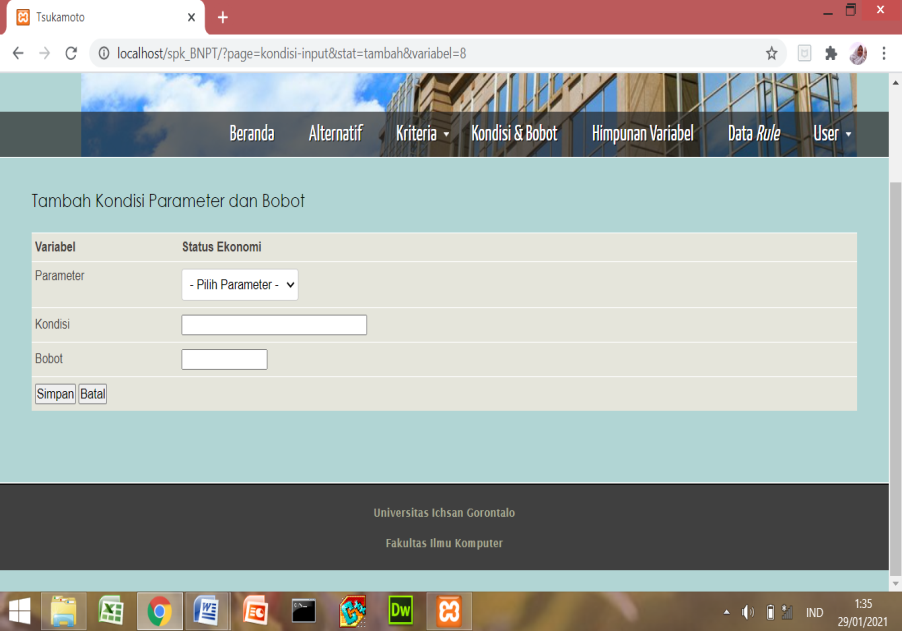 Tsukamoto
localhost/spk_BNPT/?page=kondisi-input&stat=tambah&variabel=8
Beranda Alternatif Kriteria Kondisi & Bobot Himpunan Variabel Data Rule User
Tambah Kondisi Parameter dan Bobot
Variabel Status Ekonomi
Parameter - Pilih Parameter -
Kondisi
Bobot
Simpan Batal
Universitas Ichsan Gorontalo
Fakultas Ilmu Komputer
Dw IND 1:35
29/01/2021